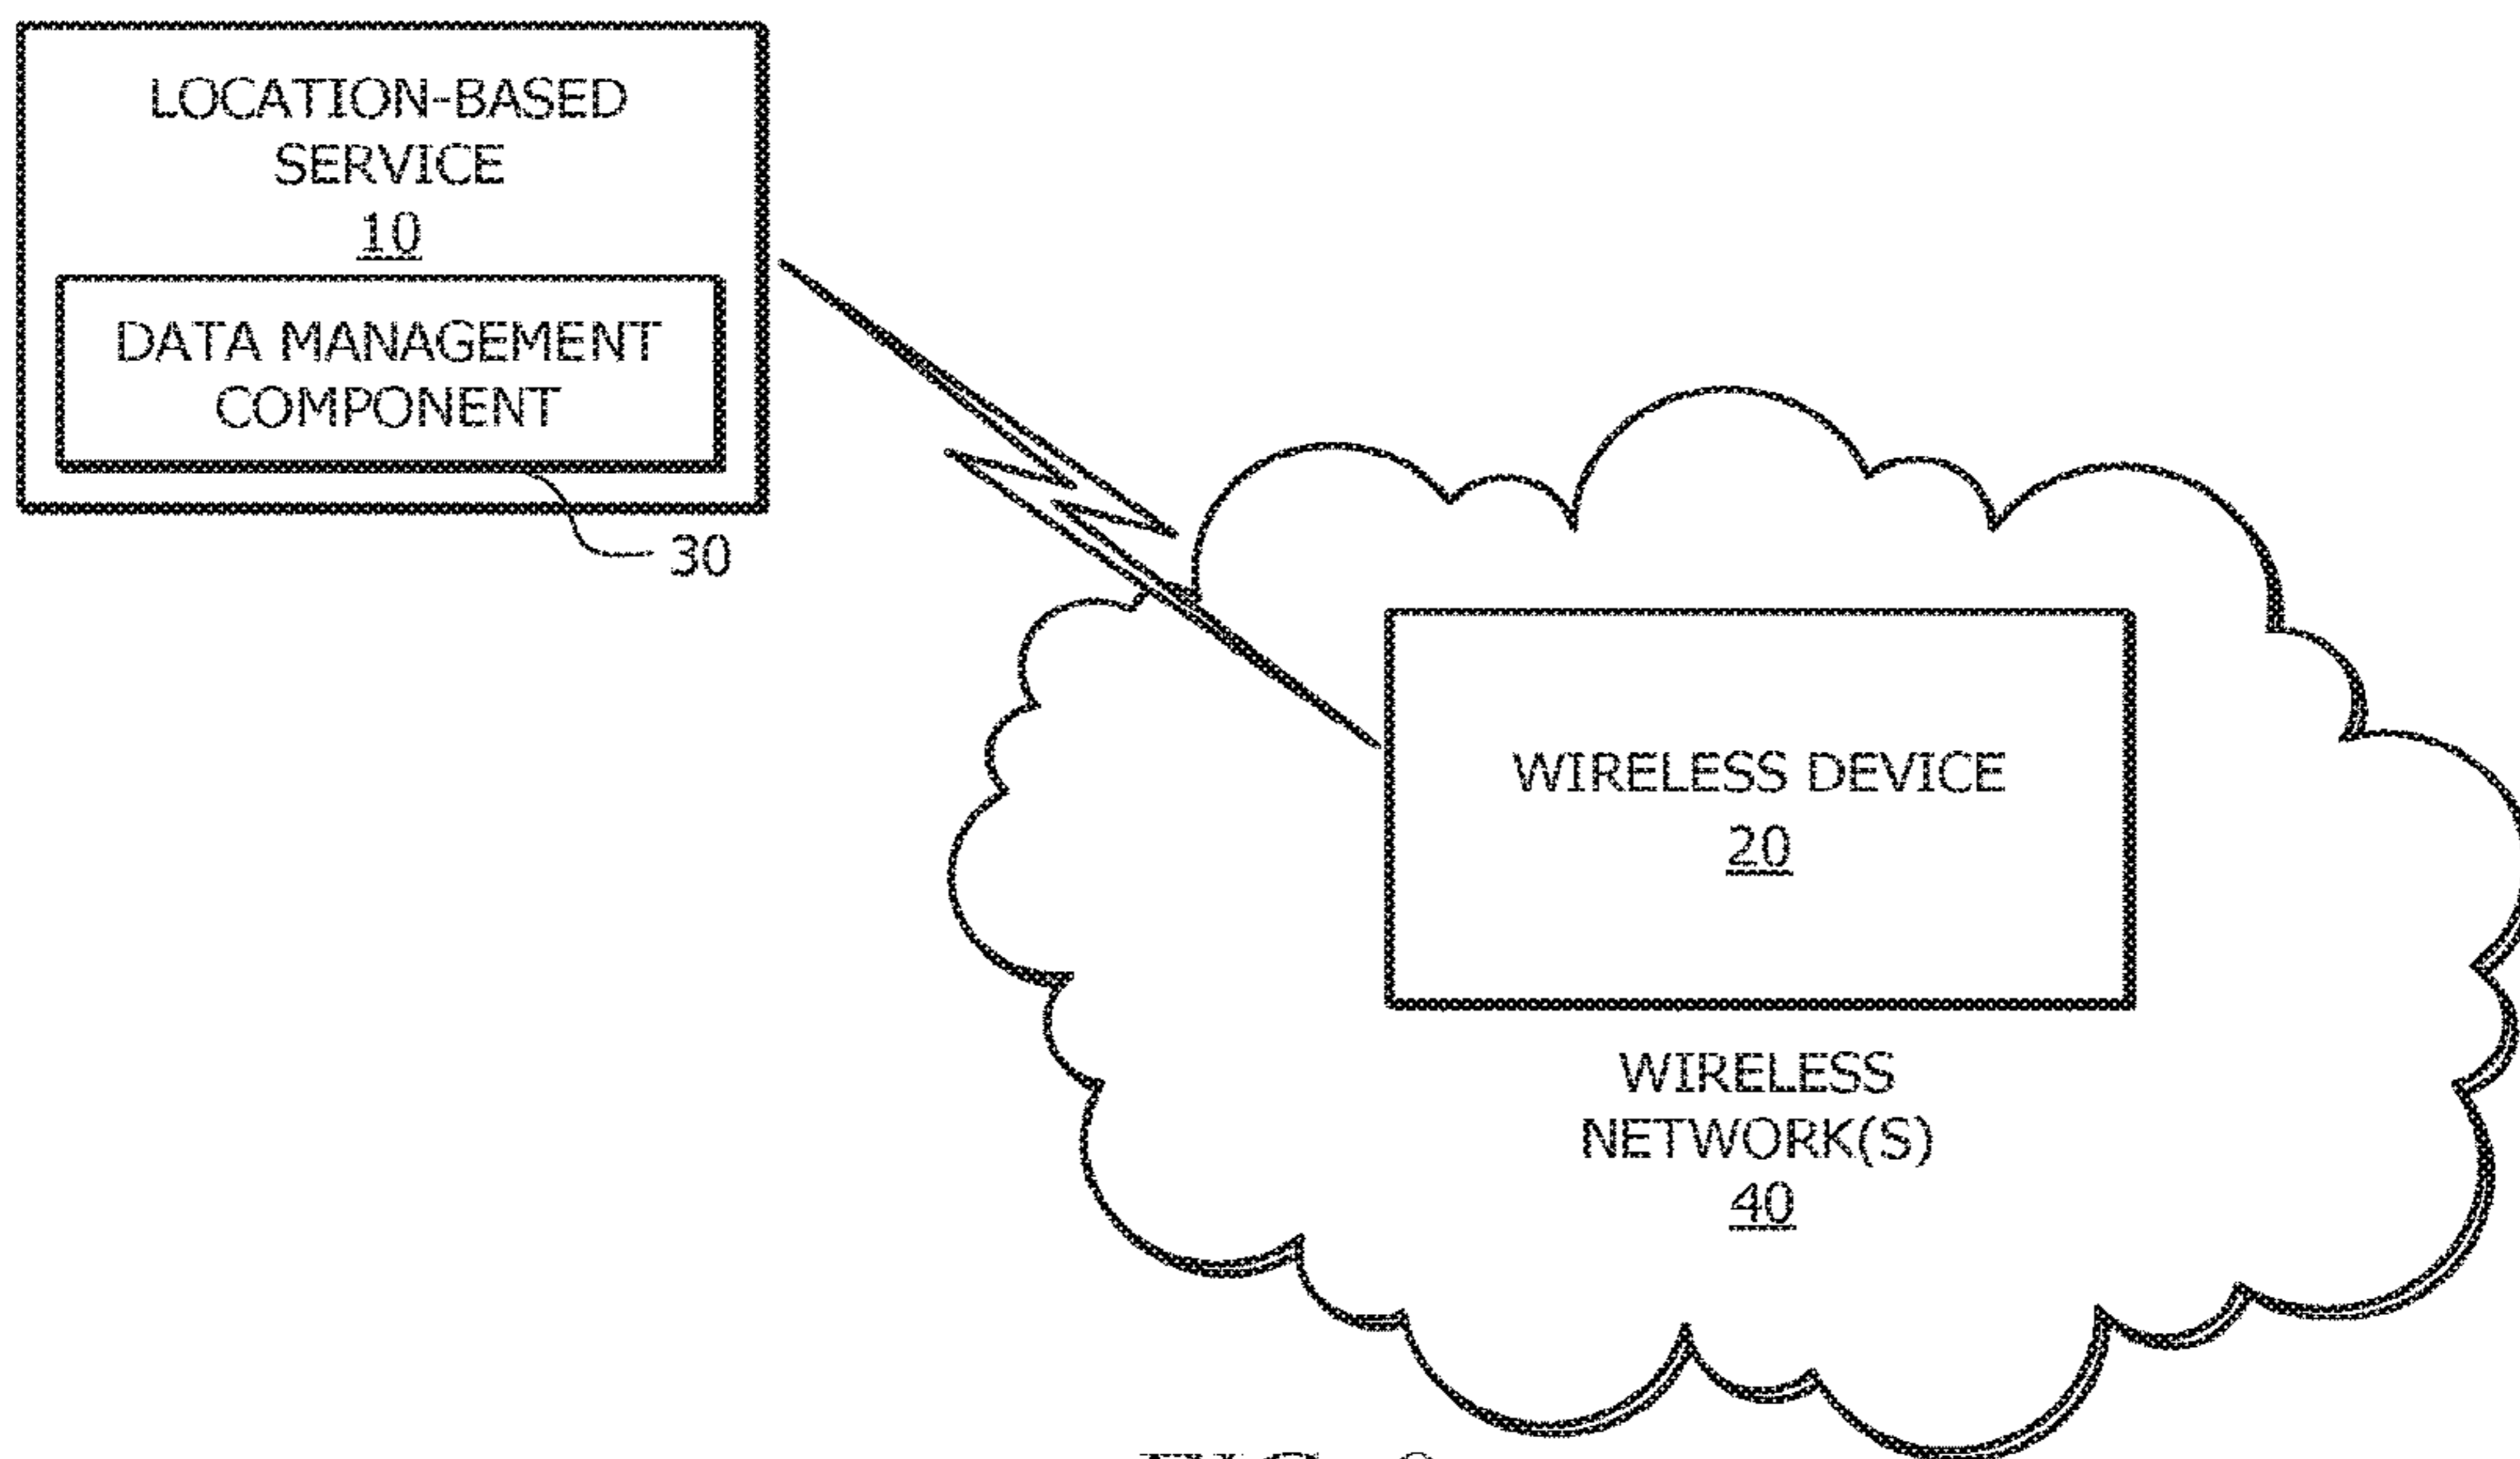 LOCATION-BASED
SERVICE
10
DATA MANAGEMENT
COMPONENT
30
WIRELESS DEVICE
20
WIRELESS
NETWORK(S)
40